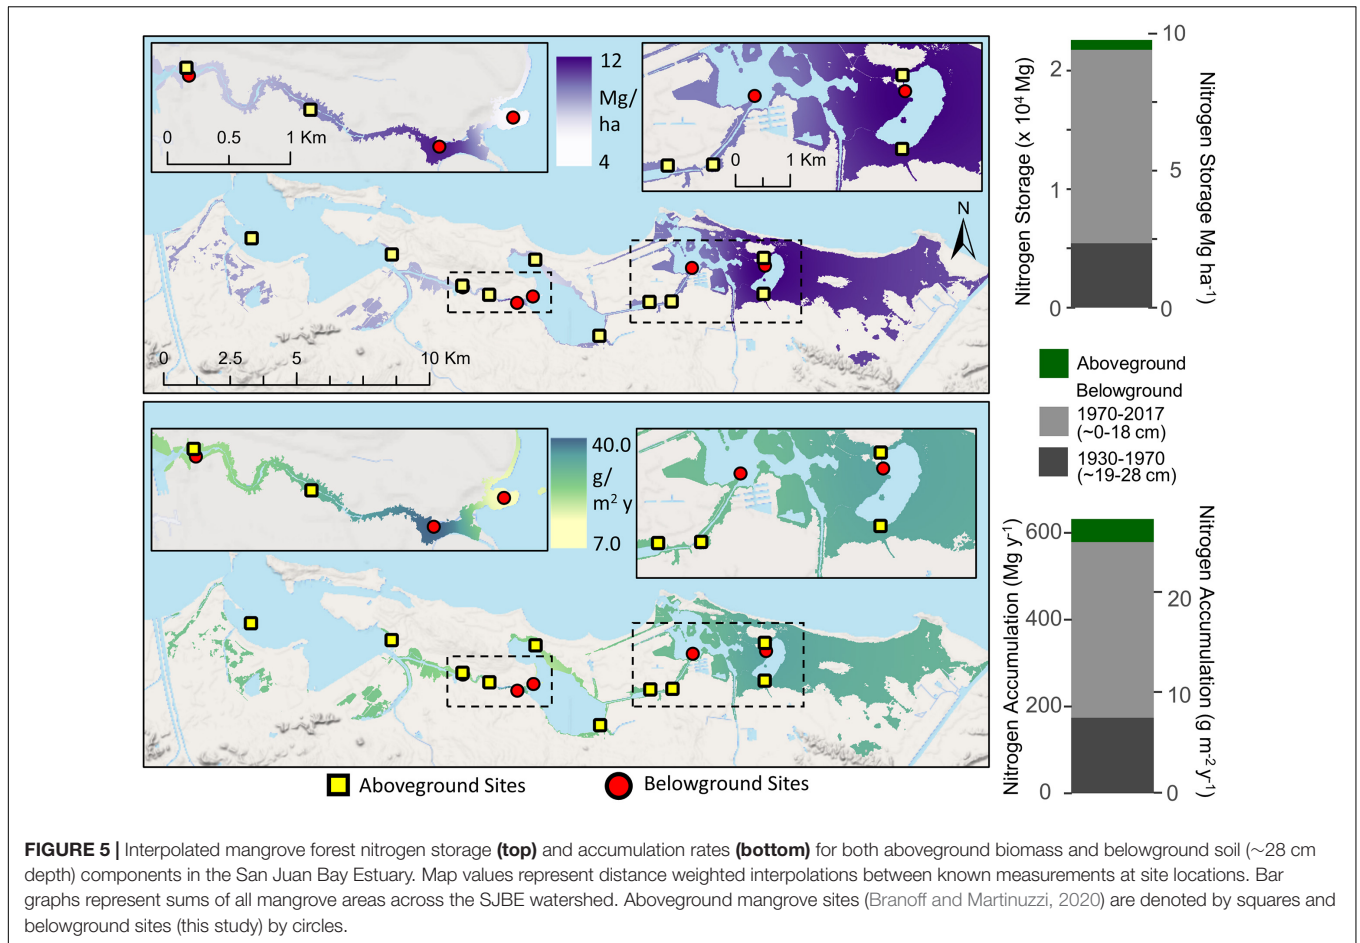 0 0.5 1 Km
12
Mg/
ha
4
0 1 Km
N
0 2.5 5 10 Km
Nitrogen Storage (x 10⁴ Mg)
2
1
0
10
5
0
Nitrogen Storage Mg ha⁻¹)
Aboveground
Belowground
1970-2017
(~0-18 cm)
1930-1970
(~19-28 cm)
40.0
g/
m² y
7.0
Nitrogen Accumulation (Mg y⁻¹)
600
400
200
0
20
10
0
Nitrogen Accumulation (g m⁻² y⁻¹)
Aboveground Sites
Belowground Sites
FIGURE 5 | Interpolated mangrove forest nitrogen storage (top) and accumulation rates (bottom) for both aboveground biomass and belowground soil (∼28 cm
depth) components in the San Juan Bay Estuary. Map values represent distance weighted interpolations between known measurements at site locations. Bar
graphs represent sums of all mangrove areas across the SJBE watershed. Aboveground mangrove sites (Branoff and Martinuzzi, 2020) are denoted by squares and
belowground sites (this study) by circles.